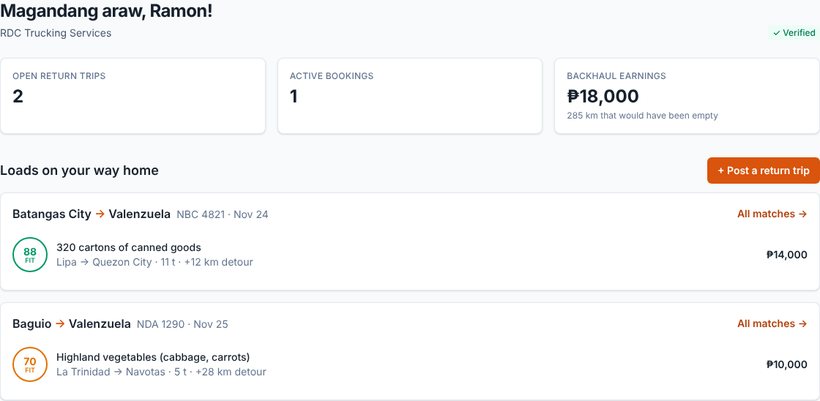 Magandang araw, Ramon!
RDC Trucking Services
✓ Verified
OPEN RETURN TRIPS
2
ACTIVE BOOKINGS
1
BACKHAUL EARNINGS
₱18,000
285 km that would have been empty
Loads on your way home
+ Post a return trip
Batangas City → Valenzuela NBC 4821 · Nov 24
All matches →
88
FIT
320 cartons of canned goods
Lipa → Quezon City · 11 t · +12 km detour
₱14,000
Baguio → Valenzuela NDA 1290 · Nov 25
All matches →
70
FIT
Highland vegetables (cabbage, carrots)
La Trinidad → Navotas · 5 t · +28 km detour
₱10,000